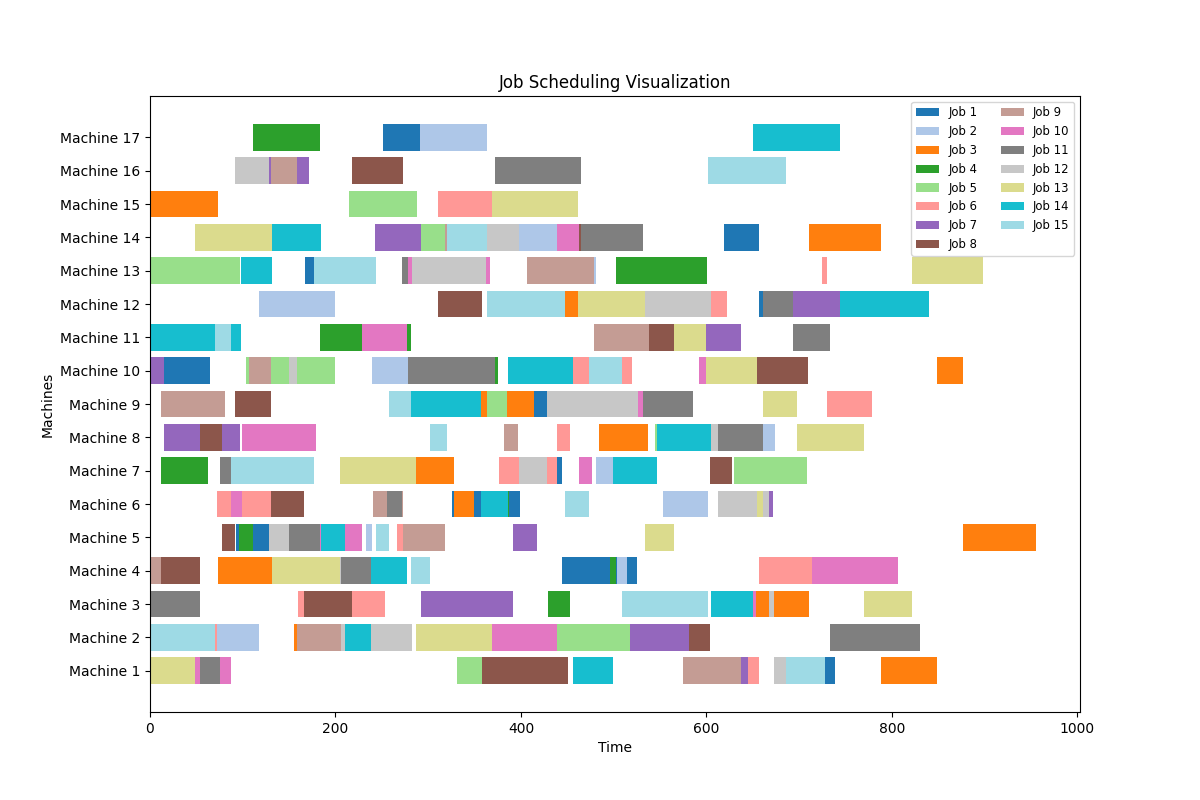 Job Scheduling Visualization
Machine 17
Machine 16
Machine 15
Machine 14
Machine 13
Machine 12
Machine 11
Machine 10
Machine 9
Machine 8
Machine 7
Machine 6
Machine 5
Machine 4
Machine 3
Machine 2
Machine 1
Machines
0 200 400 600 800 1000
Time
Job 1
Job 2
Job 3
Job 4
Job 5
Job 6
Job 7
Job 8
Job 9
Job 10
Job 11
Job 12
Job 13
Job 14
Job 15